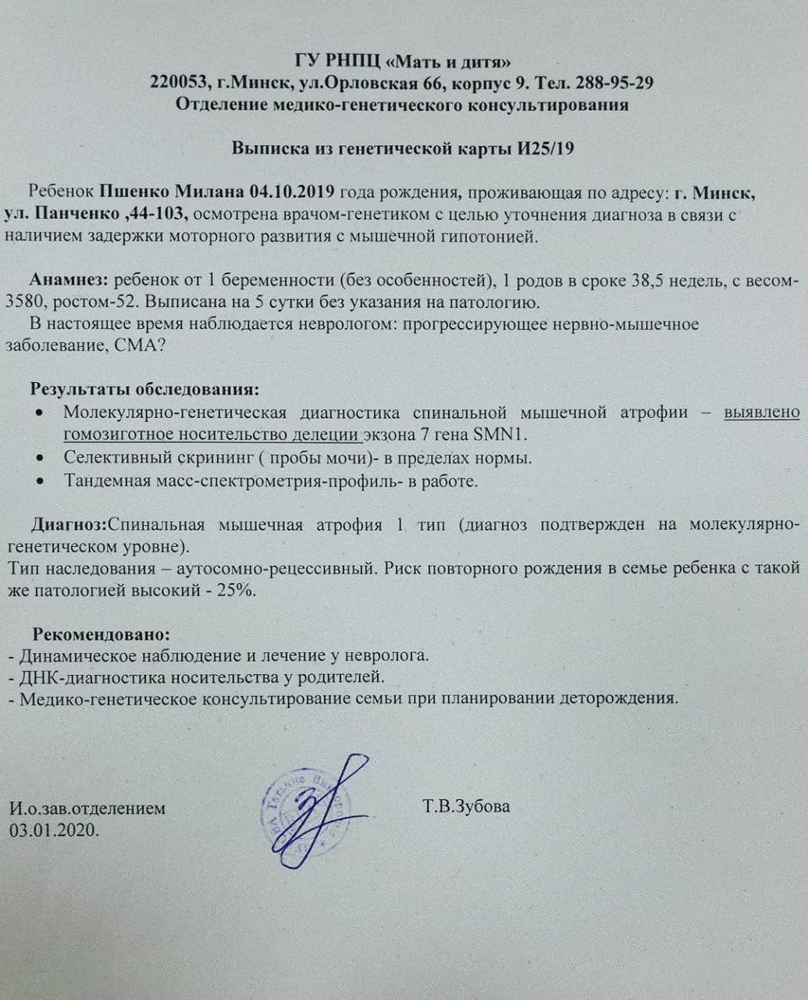 ГУ РНПЦ «Мать и дитя»
220053, г.Минск, ул.Орловская 66, корпус 9. Тел. 288-95-29
Отделение медико-генетического консультирования
Выписка из генетической карты И25/19
Ребенок Пшенко Милана 04.10.2019 года рождения, проживающая по адресу: г. Минск,
ул. Панченко ,44-103, осмотрена врачом-генетиком с целью уточнения диагноза в связи с
наличием задержки моторного развития с мышечной гипотонией.
Анамнез: ребенок от 1 беременности (без особенностей), 1 родов в сроке 38,5 недель, с весом-
3580, ростом-52. Выписана на 5 сутки без указания на патологию.
В настоящее время наблюдается неврологом: прогрессирующее нервно-мышечное
заболевание, СМА?
Результаты обследования:
• Молекулярно-генетическая диагностика спинальной мышечной атрофии – выявлено
гомозиготное носительство делеции экзона 7 гена SMN1.
• Селективный скрининг ( пробы мочи)- в пределах нормы.
• Тандемная масс-спектрометрия-профиль- в работе.
Диагноз:Спинальная мышечная атрофия 1 тип (диагноз подтвержден на молекулярно-
генетическом уровне).
Тип наследования – аутосомно-рецессивный. Риск повторного рождения в семье ребенка с такой
же патологией высокий - 25%.
Рекомендовано:
- Динамическое наблюдение и лечение у невролога.
- ДНК-диагностика носительства у родителей.
- Медико-генетическое консультирование семьи при планировании деторождения.
И.о.зав.отделением Т.В.Зубова
03.01.2020.